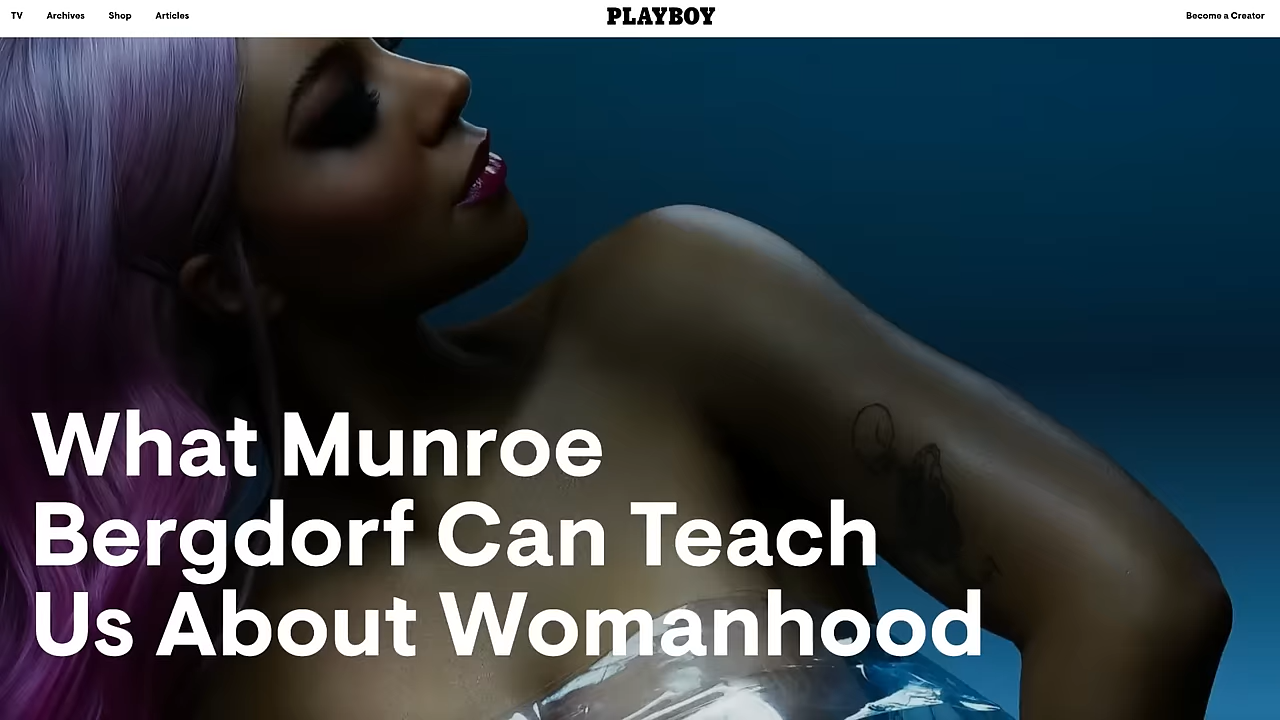 TV Archives Shop Articles PLAYBOY Become a Creator
What Munroe
Bergdorf Can Teach
Us About Womanhood